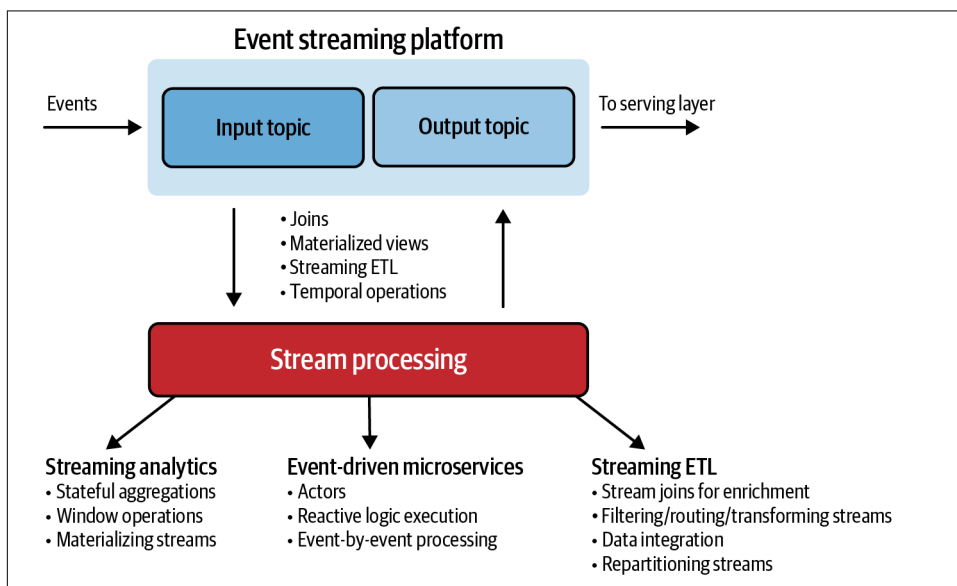 Event streaming platform
Events
Input topic
Output topic
To serving layer
• Joins
• Materialized views
• Streaming ETL
• Temporal operations
Stream processing
Streaming analytics
• Stateful aggregations
• Window operations
• Materializing streams
Event-driven microservices
• Actors
• Reactive logic execution
• Event-by-event processing
Streaming ETL
• Stream joins for enrichment
• Filtering/routing/transforming streams
• Data integration
• Repartitioning streams